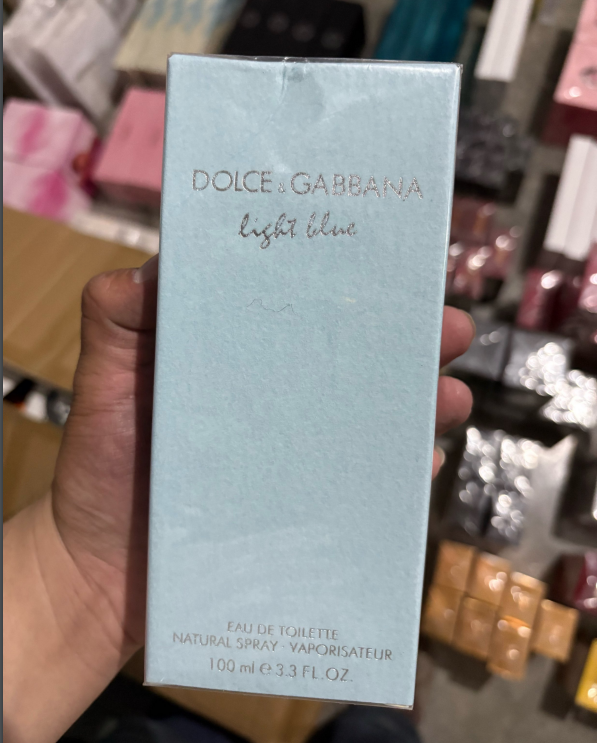 DOLCE & GABBANA
light blue
EAU DE TOILETTE
NATURAL SPRAY · VAPORISATEUR
100 ml ℮ 3.3 FL.OZ.